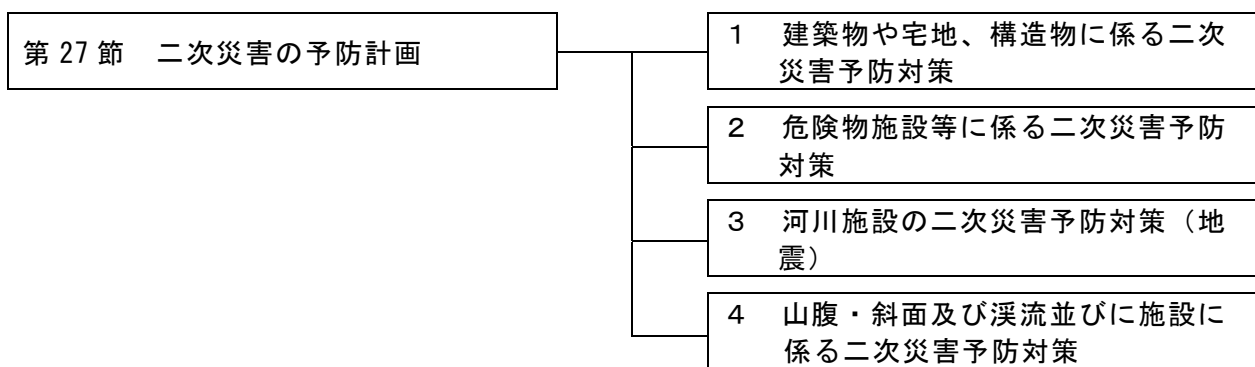 第 27 節　二次災害の予防計画
１　建築物や宅地、構造物に係る二次
災害予防対策
２　危険物施設等に係る二次災害予防
対策
３　河川施設の二次災害予防対策（地
震）
４　山腹・斜面及び渓流並びに施設に
係る二次災害予防対策